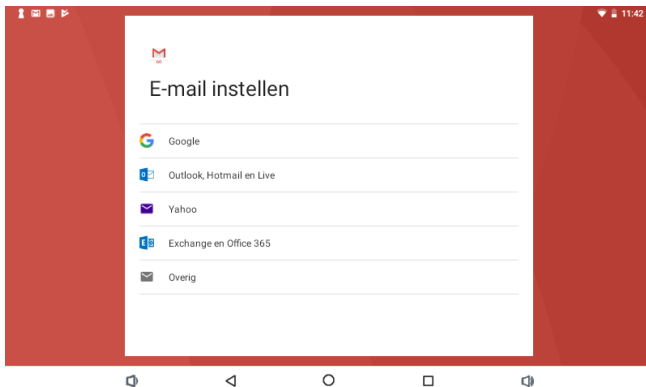 11:42
E-mail instellen
Google
Outlook, Hotmail en Live
Yahoo
Exchange en Office 365
Overig